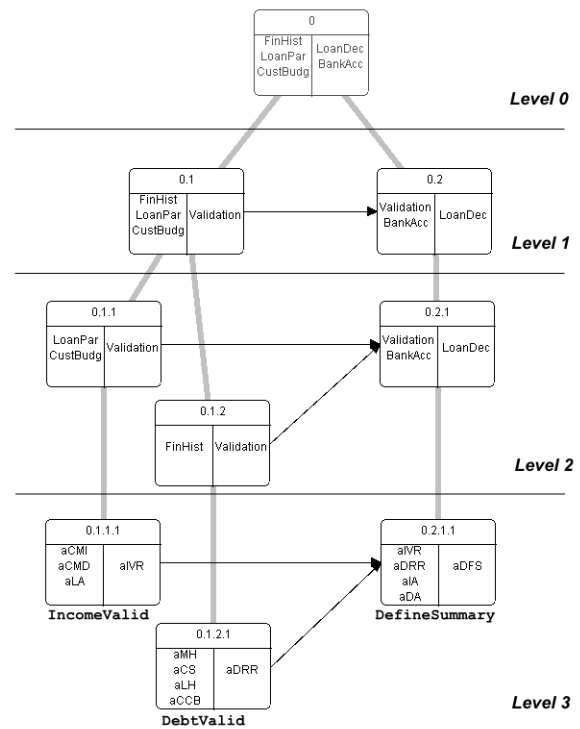 0
FinHist
LoanPar
CustBudg
LoanDec
BankAcc
Level 0
0.1
FinHist
LoanPar
CustBudg
Validation
0.2
Validation
BankAcc
LoanDec
Level 1
0.1.1
LoanPar
CustBudg
Validation
0.2.1
Validation
BankAcc
LoanDec
0.1.2
FinHist
Validation
Level 2
0.1.1.1
aCMI
aCMD
aLA
aIVR
IncomeValid
0.2.1.1
aIVR
aDRR
aIA
aDA
aDFS
DefineSummary
0.1.2.1
aMH
aCS
aLH
aCCB
aDRR
DebtValid
Level 3